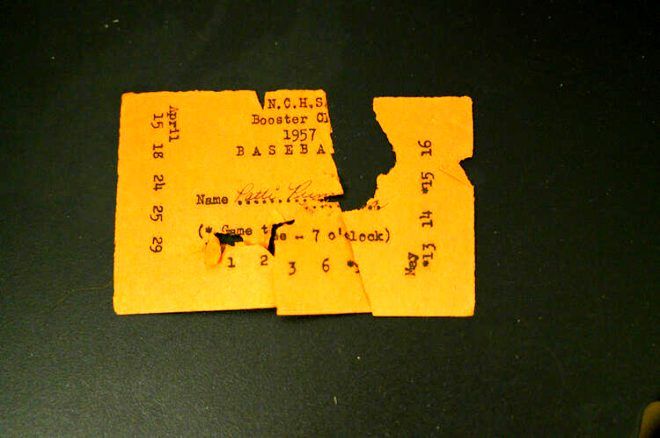 N.C.H.S
Booster Cl
1957
BASEBA
Name
(* Game t e - 7 o'clock)
1 2 3 6 *
April
15 18 24 25 29
May
*13 14 *15 16